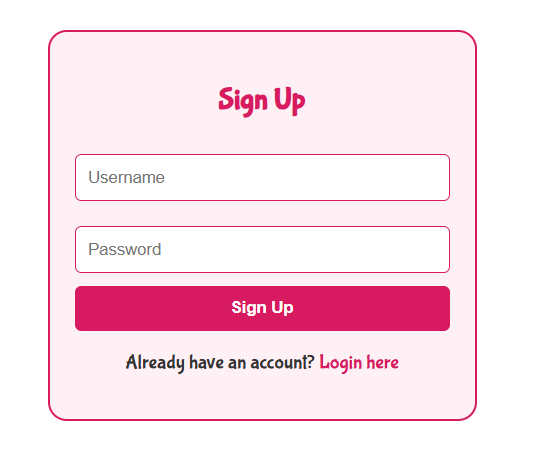 Sign Up
Username
Password
Sign Up
Already have an account? Login here